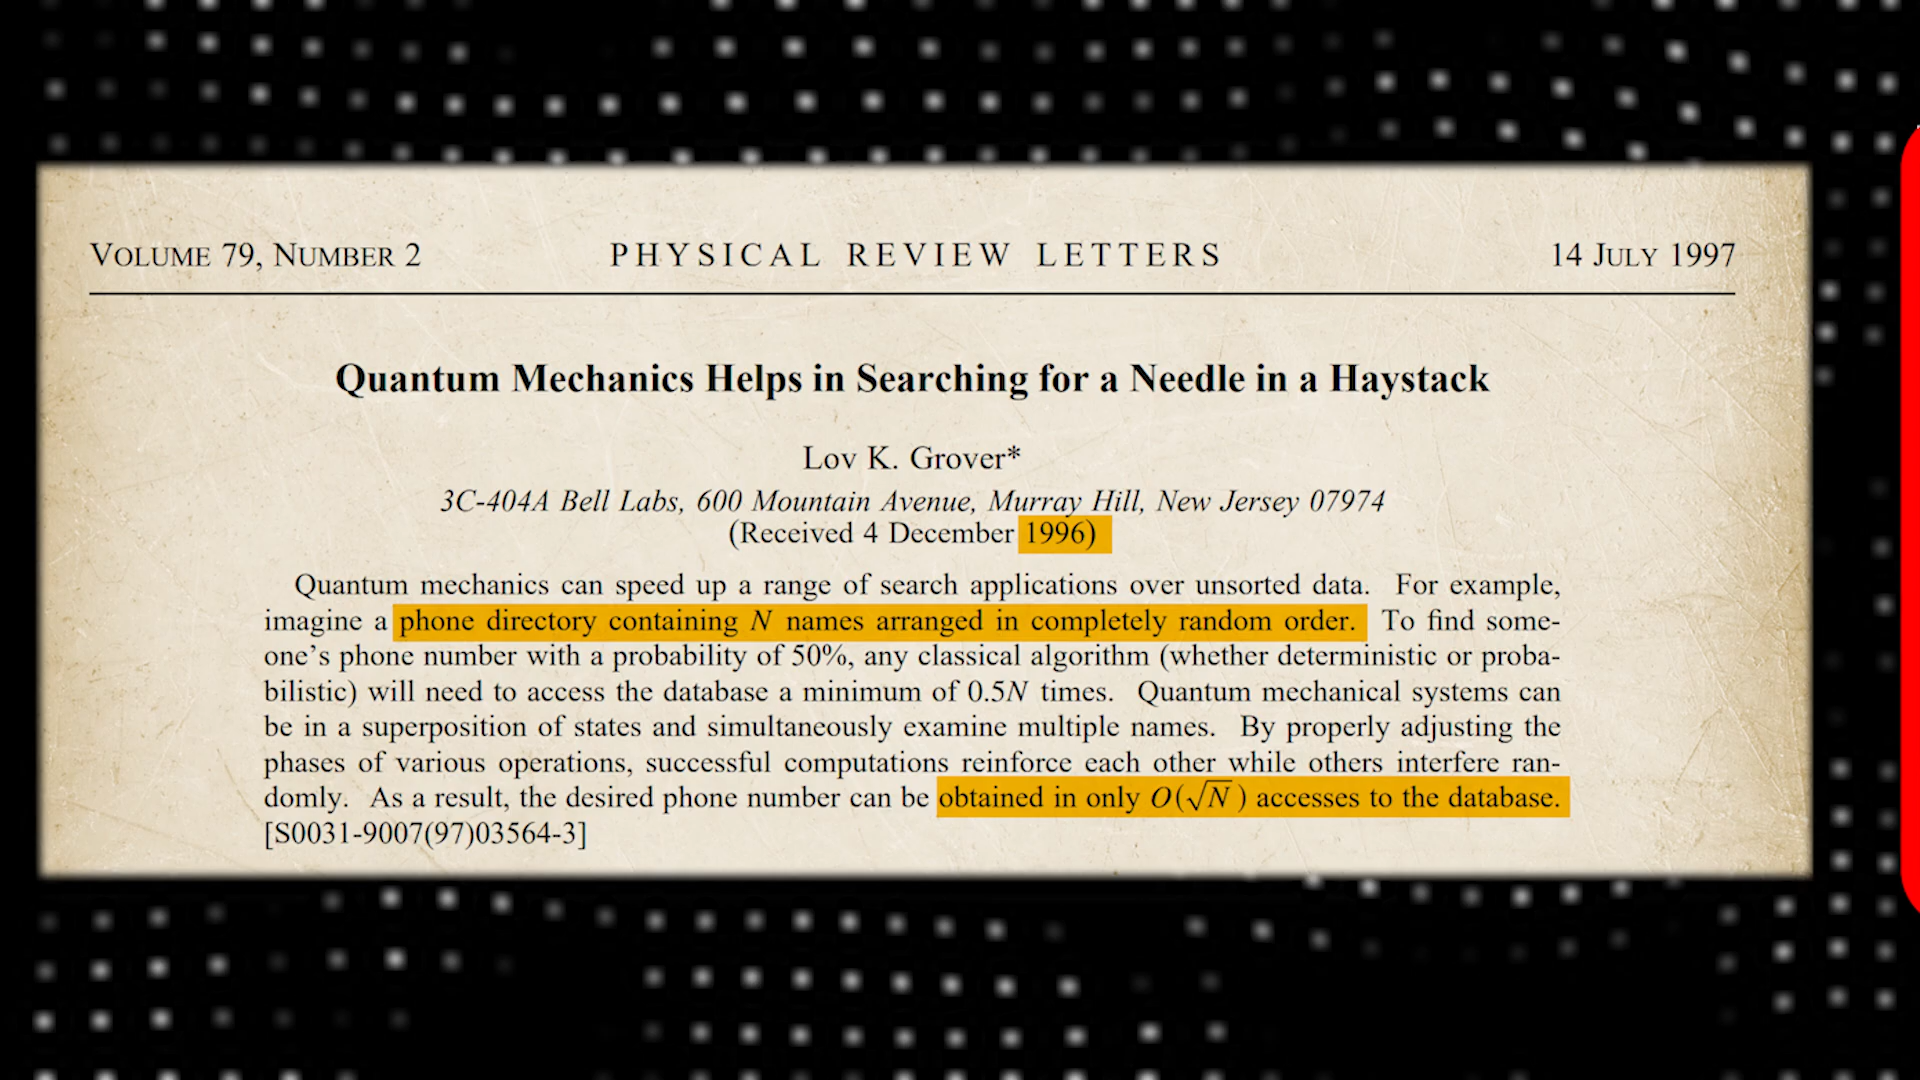 VOLUME 79, NUMBER 2 PHYSICAL REVIEW LETTERS 14 JULY 1997
Quantum Mechanics Helps in Searching for a Needle in a Haystack
Lov K. Grover*
3C-404A Bell Labs, 600 Mountain Avenue, Murray Hill, New Jersey 07974
(Received 4 December 1996)
Quantum mechanics can speed up a range of search applications over unsorted data. For example,
imagine a phone directory containing N names arranged in completely random order. To find some-
one’s phone number with a probability of 50%, any classical algorithm (whether deterministic or proba-
bilistic) will need to access the database a minimum of 0.5N times. Quantum mechanical systems can
be in a superposition of states and simultaneously examine multiple names. By properly adjusting the
phases of various operations, successful computations reinforce each other while others interfere ran-
domly. As a result, the desired phone number can be obtained in only O(√N) accesses to the database.
[S0031-9007(97)03564-3]